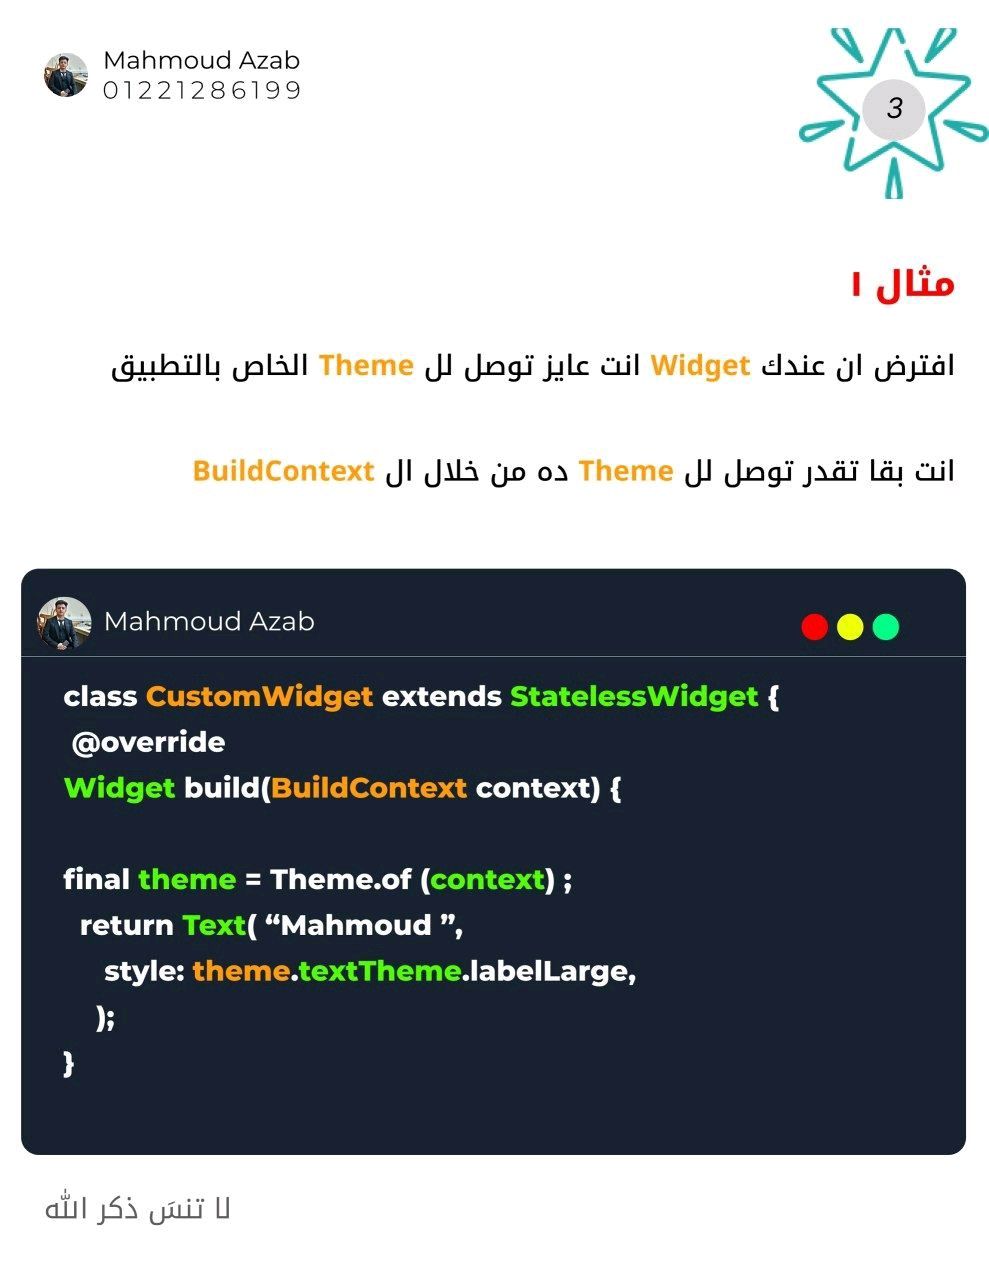 Mahmoud Azab
01221286199
3
مثال ١
افترض ان عندك Widget انت عايز توصل لل Theme الخاص بالتطبيق
انت بقا تقدر توصل لل Theme ده من خلال ال BuildContext
Mahmoud Azab
class CustomWidget extends StatelessWidget {
@override
Widget build(BuildContext context) {
final theme = Theme.of (context) ;
return Text( “Mahmoud ”,
style: theme.textTheme.labelLarge,
);
}
لا تنسَ ذكر الله